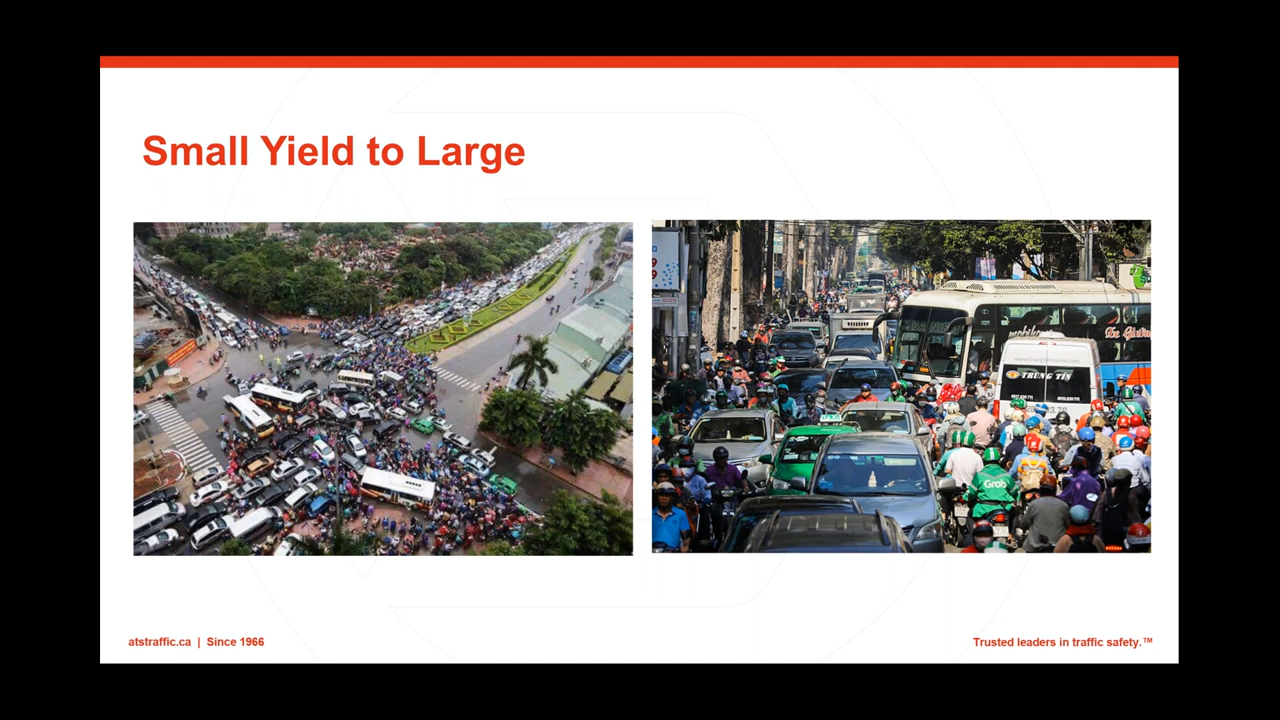 Small Yield to Large
TRUNG TIN
Grab
atstraffic.ca | Since 1966
Trusted leaders in traffic safety.™